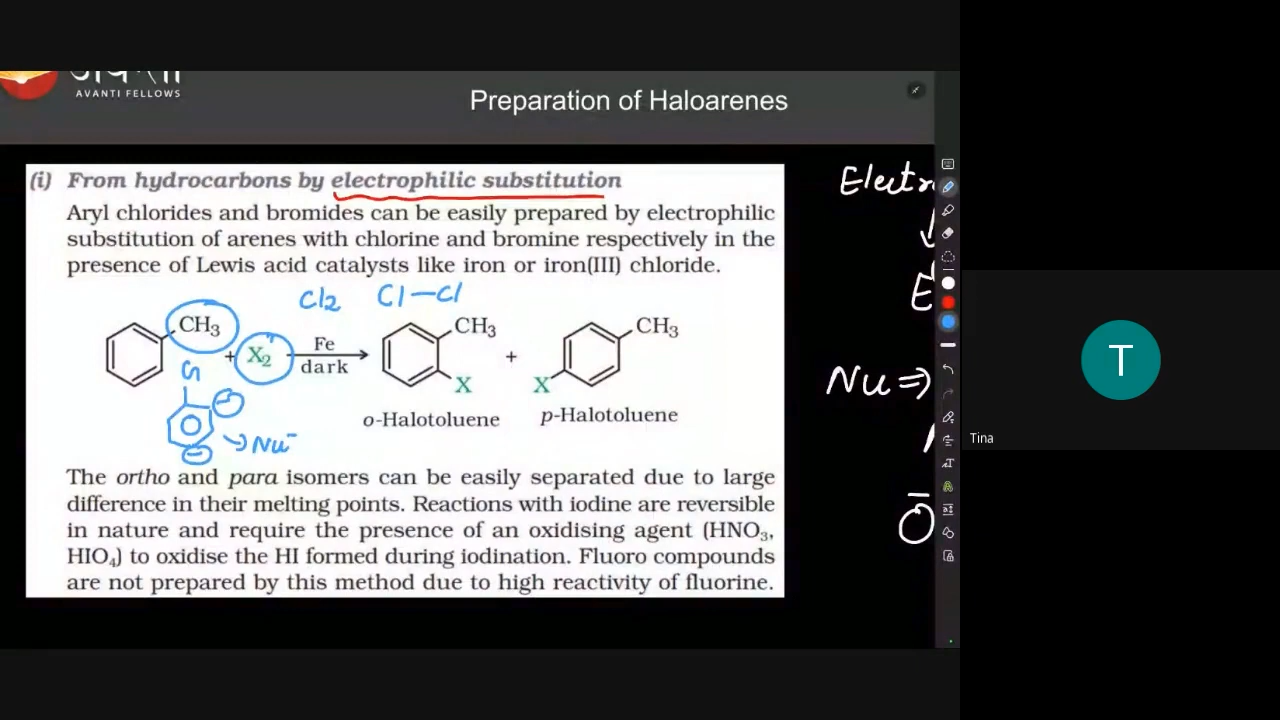 AVANTI FELLOWS
Preparation of Haloarenes
(i) From hydrocarbons by electrophilic substitution
Aryl chlorides and bromides can be easily prepared by electrophilic
substitution of arenes with chlorine and bromine respectively in the
presence of Lewis acid catalysts like iron or iron(III) chloride.
Cl2 Cl—Cl
CH₃ + X₂ Fe dark CH₃ X + CH₃ X
o-Halotoluene p-Halotoluene
→Nu⁻
The ortho and para isomers can be easily separated due to large
difference in their melting points. Reactions with iodine are reversible
in nature and require the presence of an oxidising agent (HNO₃,
HIO₄) to oxidise the HI formed during iodination. Fluoro compounds
are not prepared by this method due to high reactivity of fluorine.
Electr
E
Nu⇒
T
Tina